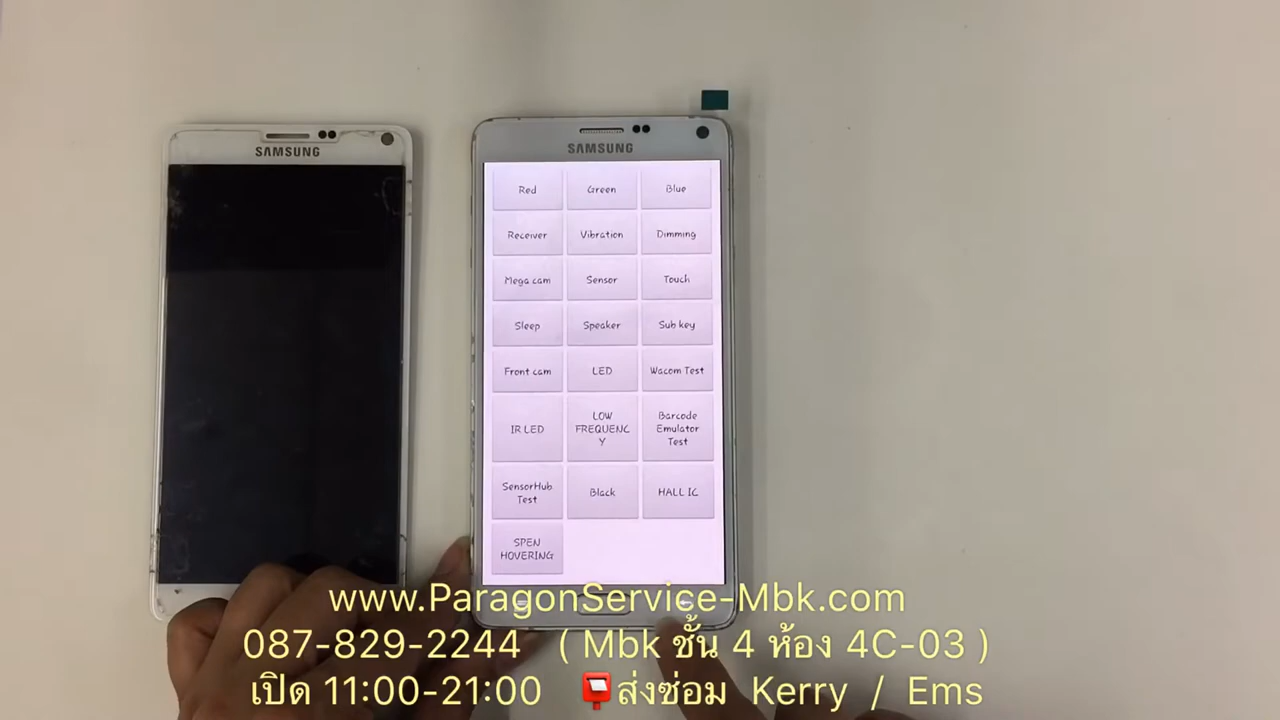 SAMSUNG
SAMSUNG
Red Green Blue
Receiver Vibration Dimming
Mega cam Sensor Touch
Sleep Speaker Sub key
Front cam LED Wacom Test
IR LED
LOW
FREQUENC
Y
Barcode
Emulator
Test
SensorHub
Test
Black
HALL IC
SPEN
HOVERING
www.ParagonService-Mbk.com
087-829-2244 ( Mbk ชั้น 4 ห้อง 4C-03 )
เปิด 11:00-21:00 📮ส่งซ่อม Kerry / Ems